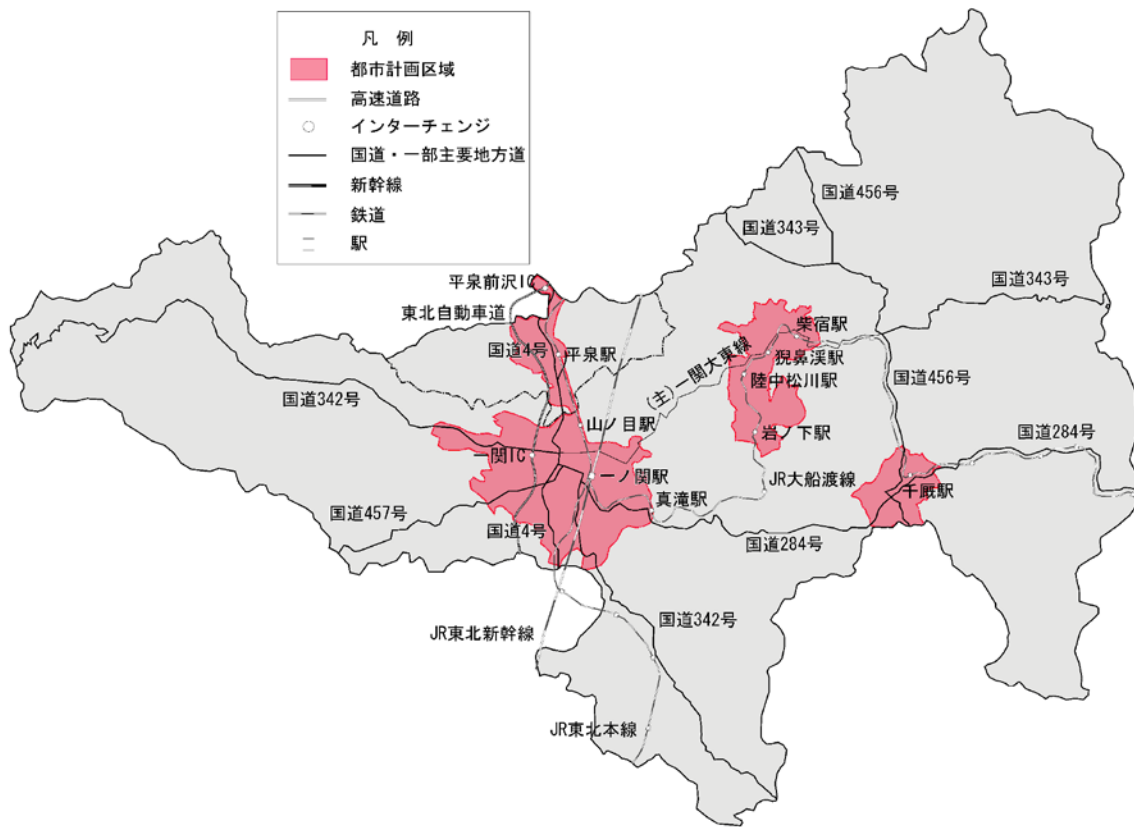 凡 例
都市計画区域
高速道路
インターチェンジ
国道・一部主要地方道
新幹線
鉄道
駅
国道456号
国道343号
平泉前沢IC
国道343号
東北自動車道
柴宿駅
国道4号
平泉駅
猊鼻渓駅
(主)一関大東線
陸中松川駅
国道456号
国道342号
山ノ目駅
岩ノ下駅
国道284号
一関IC
一ノ関駅
JR大船渡線
千厩駅
真滝駅
国道457号
国道4号
国道284号
国道342号
JR東北新幹線
JR東北本線